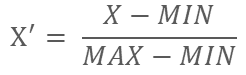 X′ = (X − MIN) / (MAX − MIN)